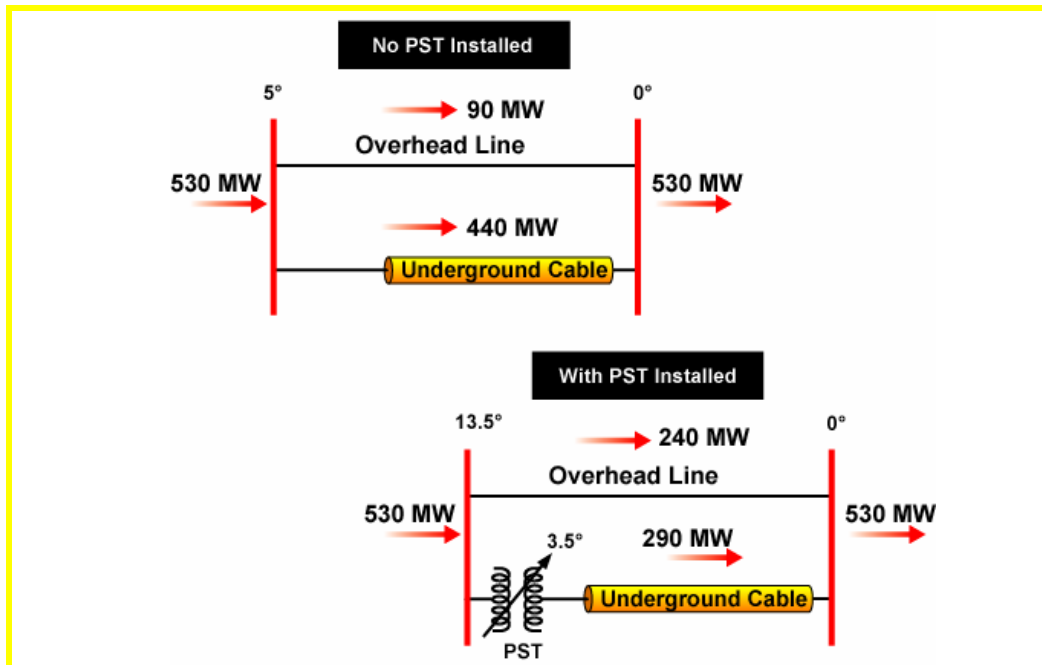 No PST Installed
5°
90 MW
0°
Overhead Line
530 MW
530 MW
440 MW
Underground Cable
With PST Installed
13.5°
240 MW
0°
Overhead Line
530 MW
3.5°
290 MW
530 MW
Underground Cable
PST